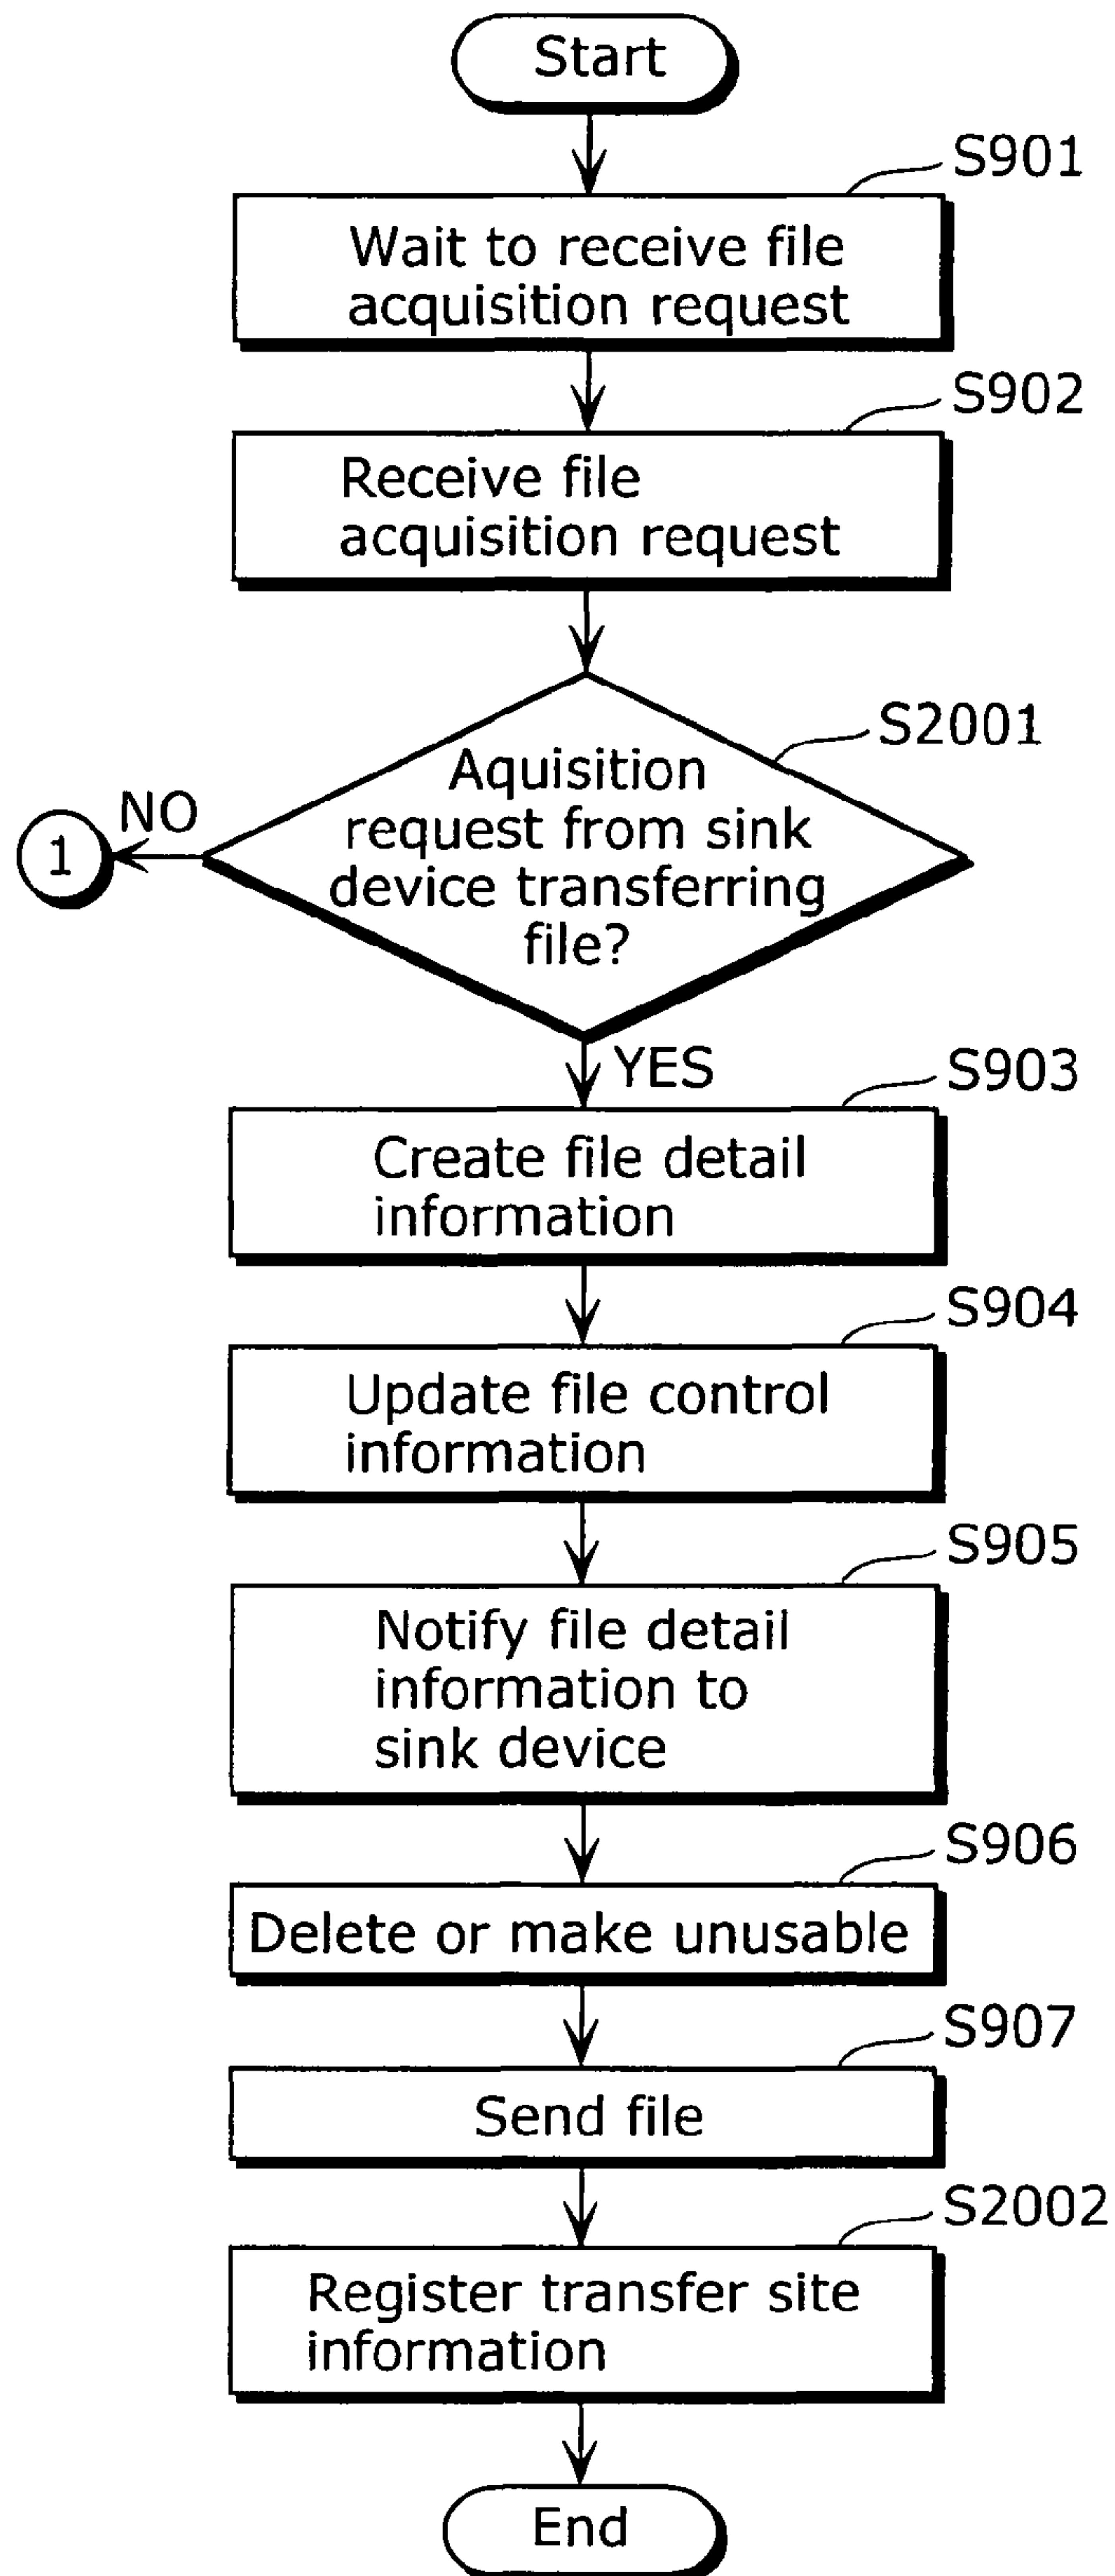 Start
S901
Wait to receive file
acquisition request
S902
Receive file
acquisition request
S2001
Aquisition
request from sink
device transferring
file?
NO
1
YES
S903
Create file detail
information
S904
Update file control
information
S905
Notify file detail
information to
sink device
S906
Delete or make unusable
S907
Send file
S2002
Register transfer site
information
End